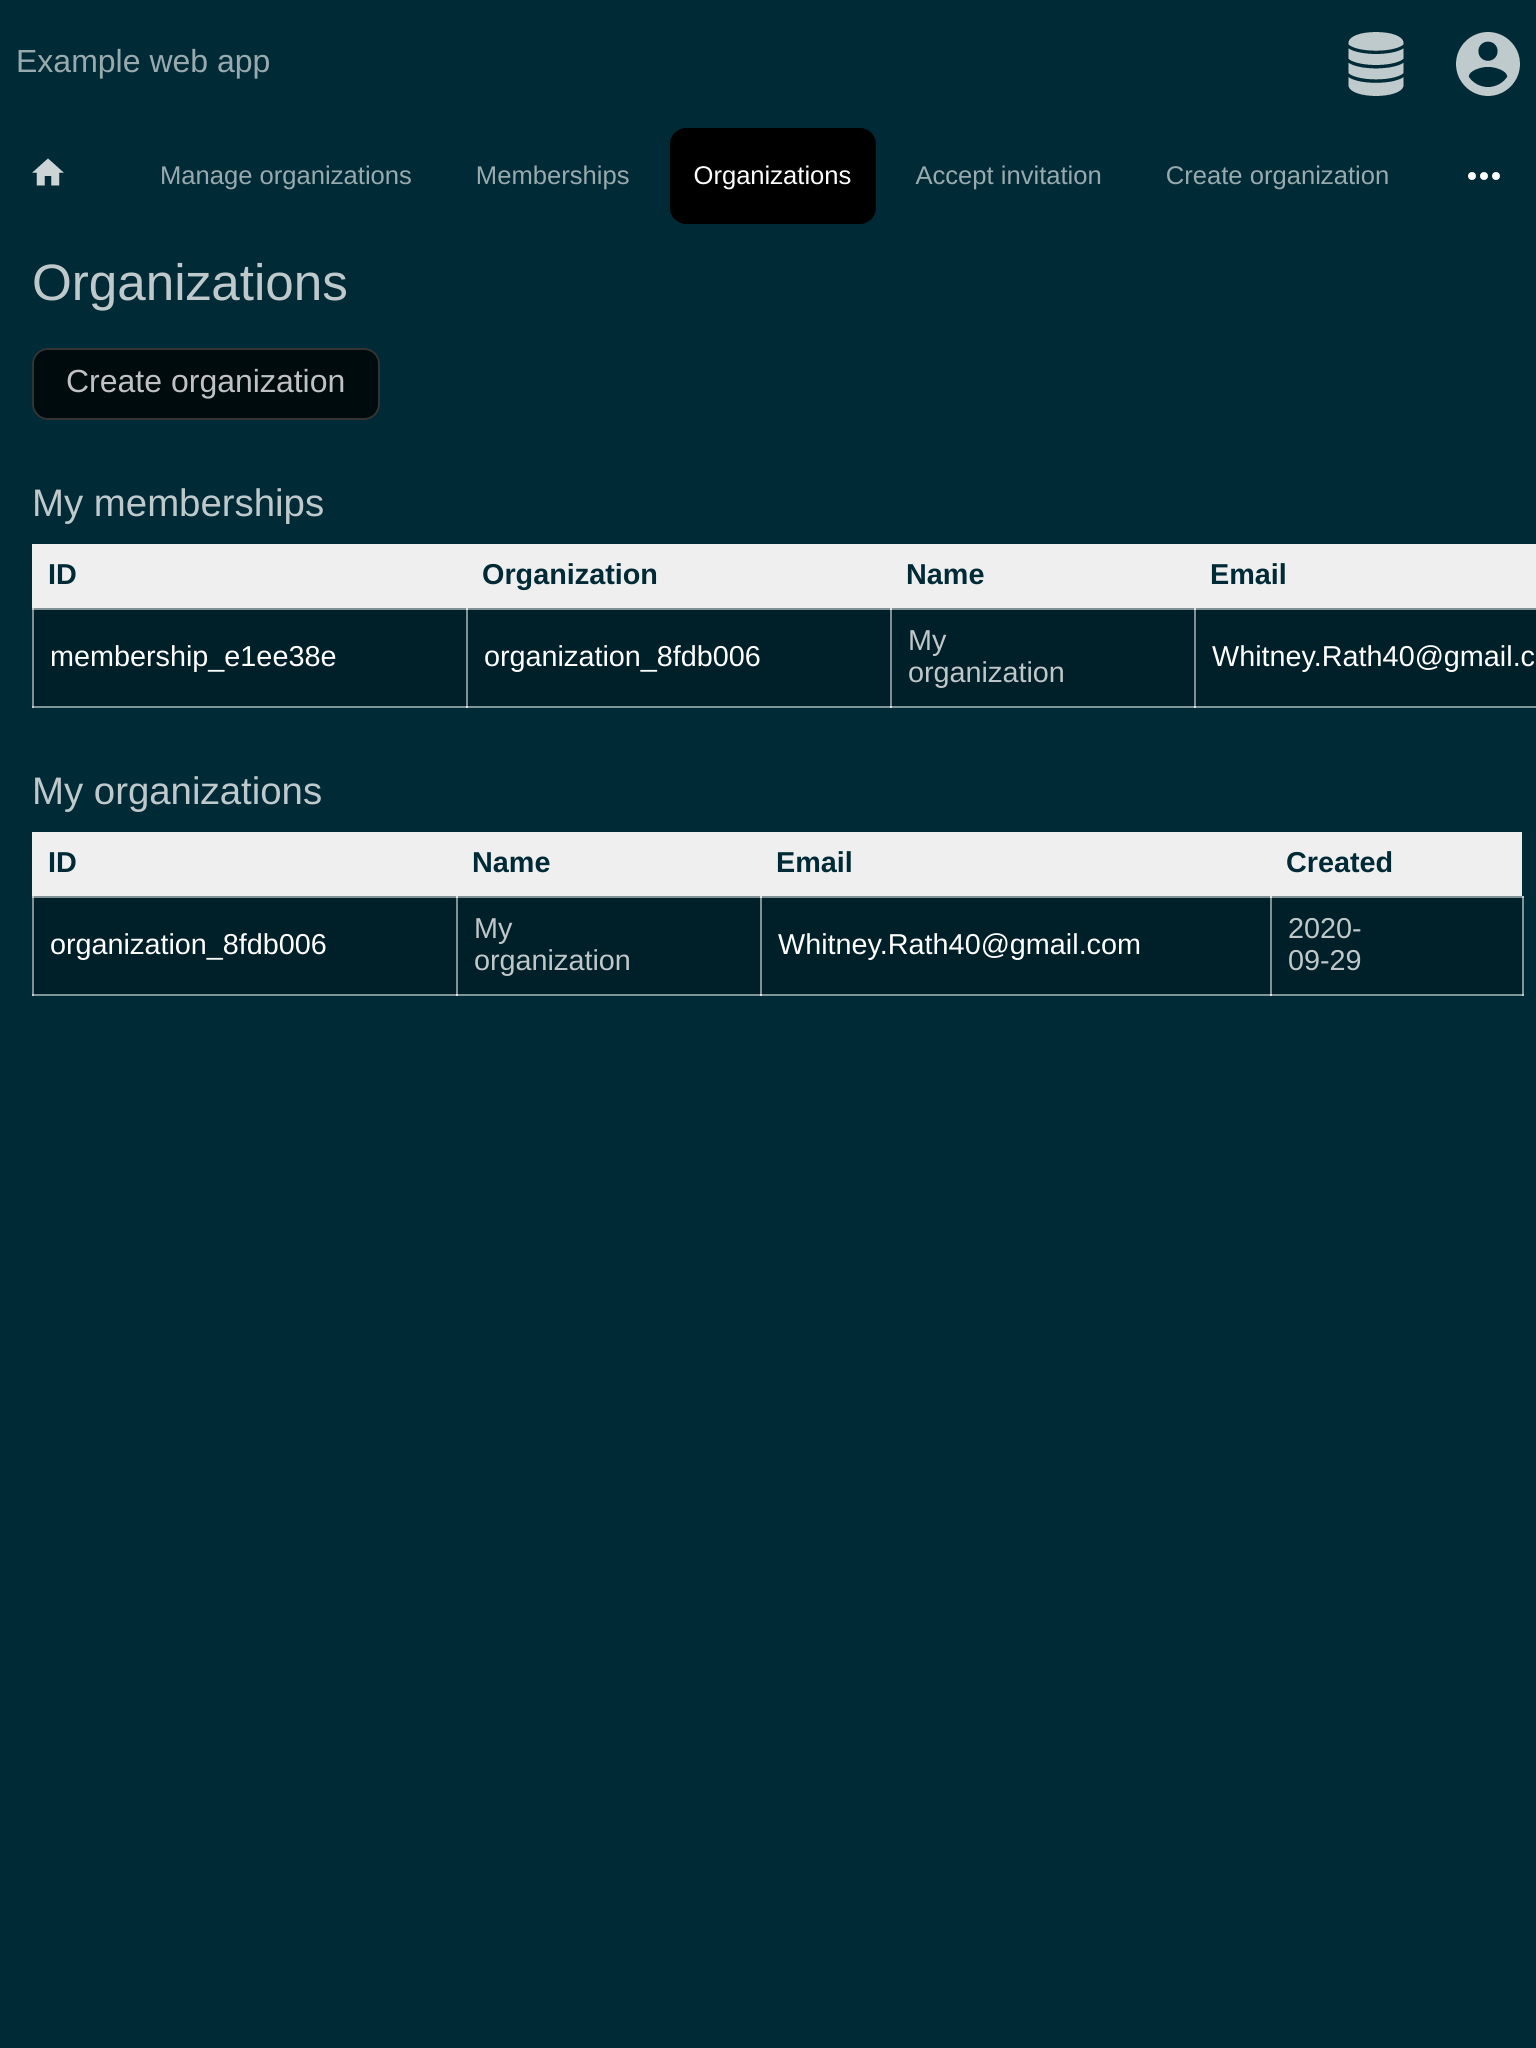 Example web app
Manage organizations Memberships Organizations Accept invitation Create organization
Organizations
Create organization
My memberships
ID Organization Name Email
membership_e1ee38e organization_8fdb006 My organization Whitney.Rath40@gmail.c
My organizations
ID Name Email Created
organization_8fdb006 My organization Whitney.Rath40@gmail.com 2020-09-29